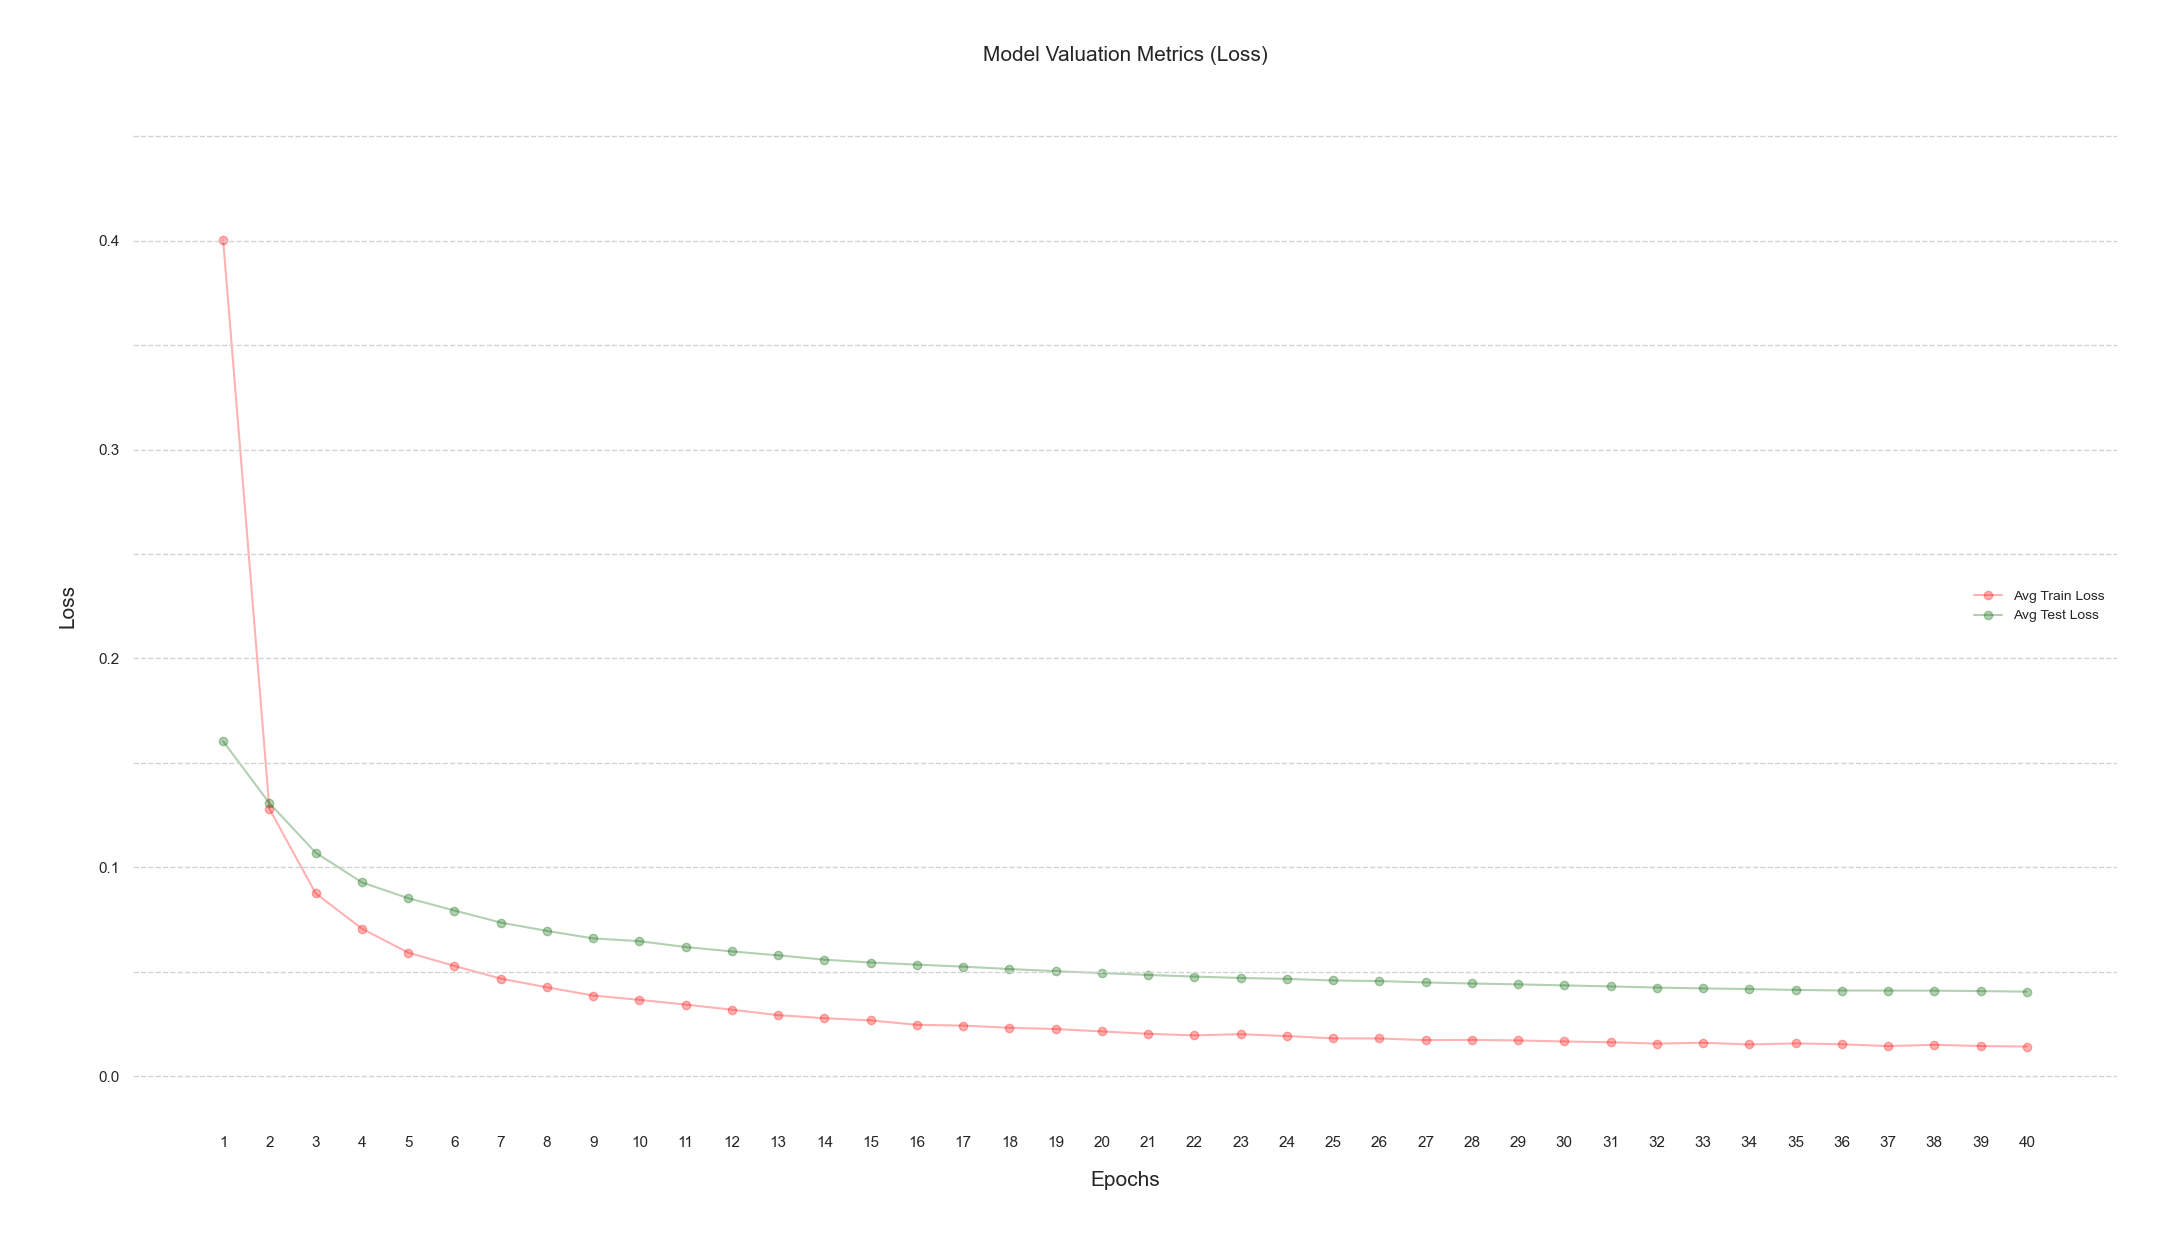 Model Valuation Metrics (Loss)
0.4
0.3
0.2
0.1
0.0
Loss
Avg Train Loss
Avg Test Loss
1 2 3 4 5 6 7 8 9 10 11 12 13 14 15 16 17 18 19 20 21 22 23 24 25 26 27 28 29 30 31 32 33 34 35 36 37 38 39 40
Epochs